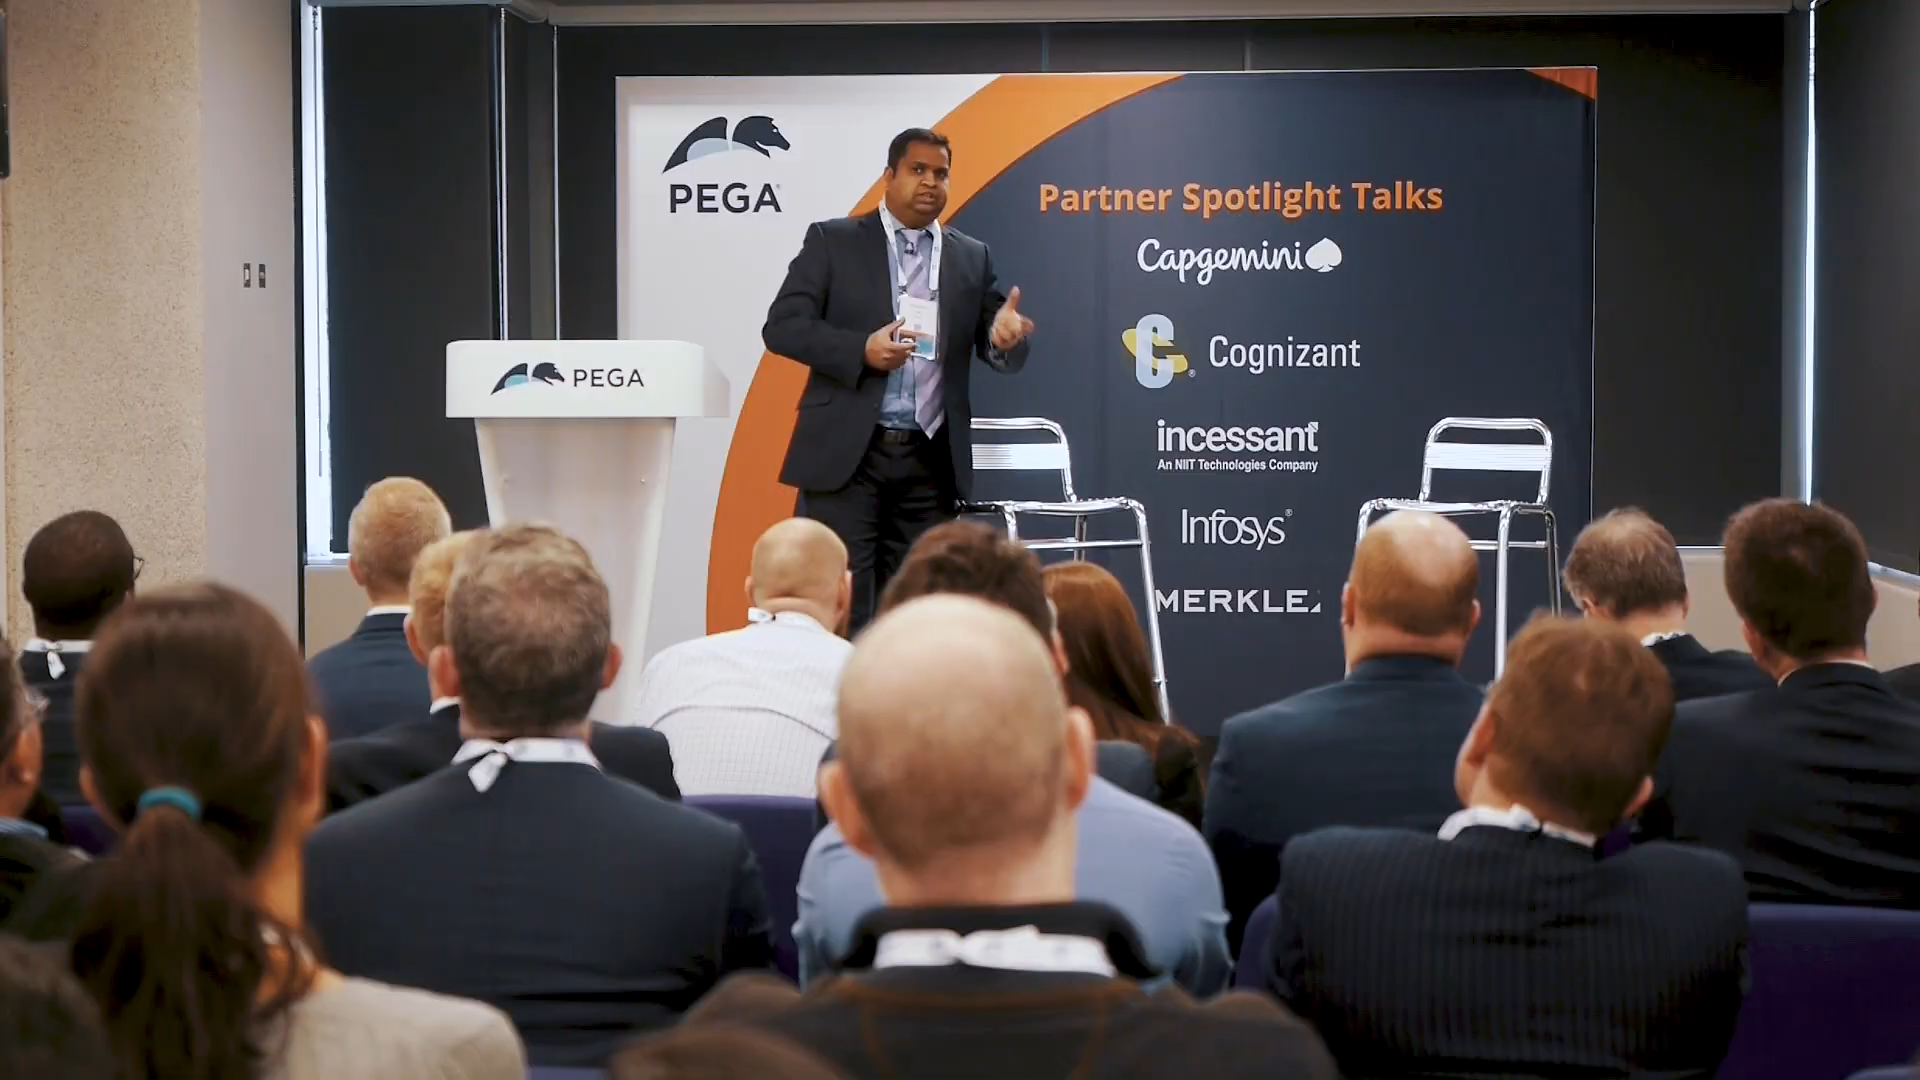 PEGA
Partner Spotlight Talks
Capgemini
Cognizant
incessant
An NIIT Technologies Company
Infosys
MERKLE
PEGA